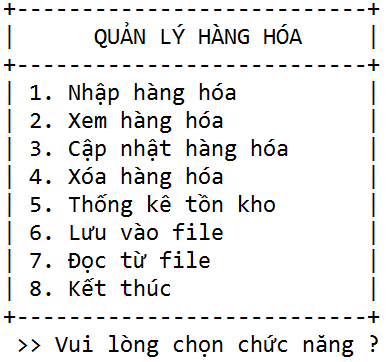 +---------------------------+
|      QUẢN LÝ HÀNG HÓA     |
+---------------------------+
| 1. Nhập hàng hóa          |
| 2. Xem hàng hóa           |
| 3. Cập nhật hàng hóa      |
| 4. Xóa hàng hóa           |
| 5. Thống kê tồn kho       |
| 6. Lưu vào file           |
| 7. Đọc từ file            |
| 8. Kết thúc               |
+---------------------------+
 >> Vui lòng chọn chức năng ?